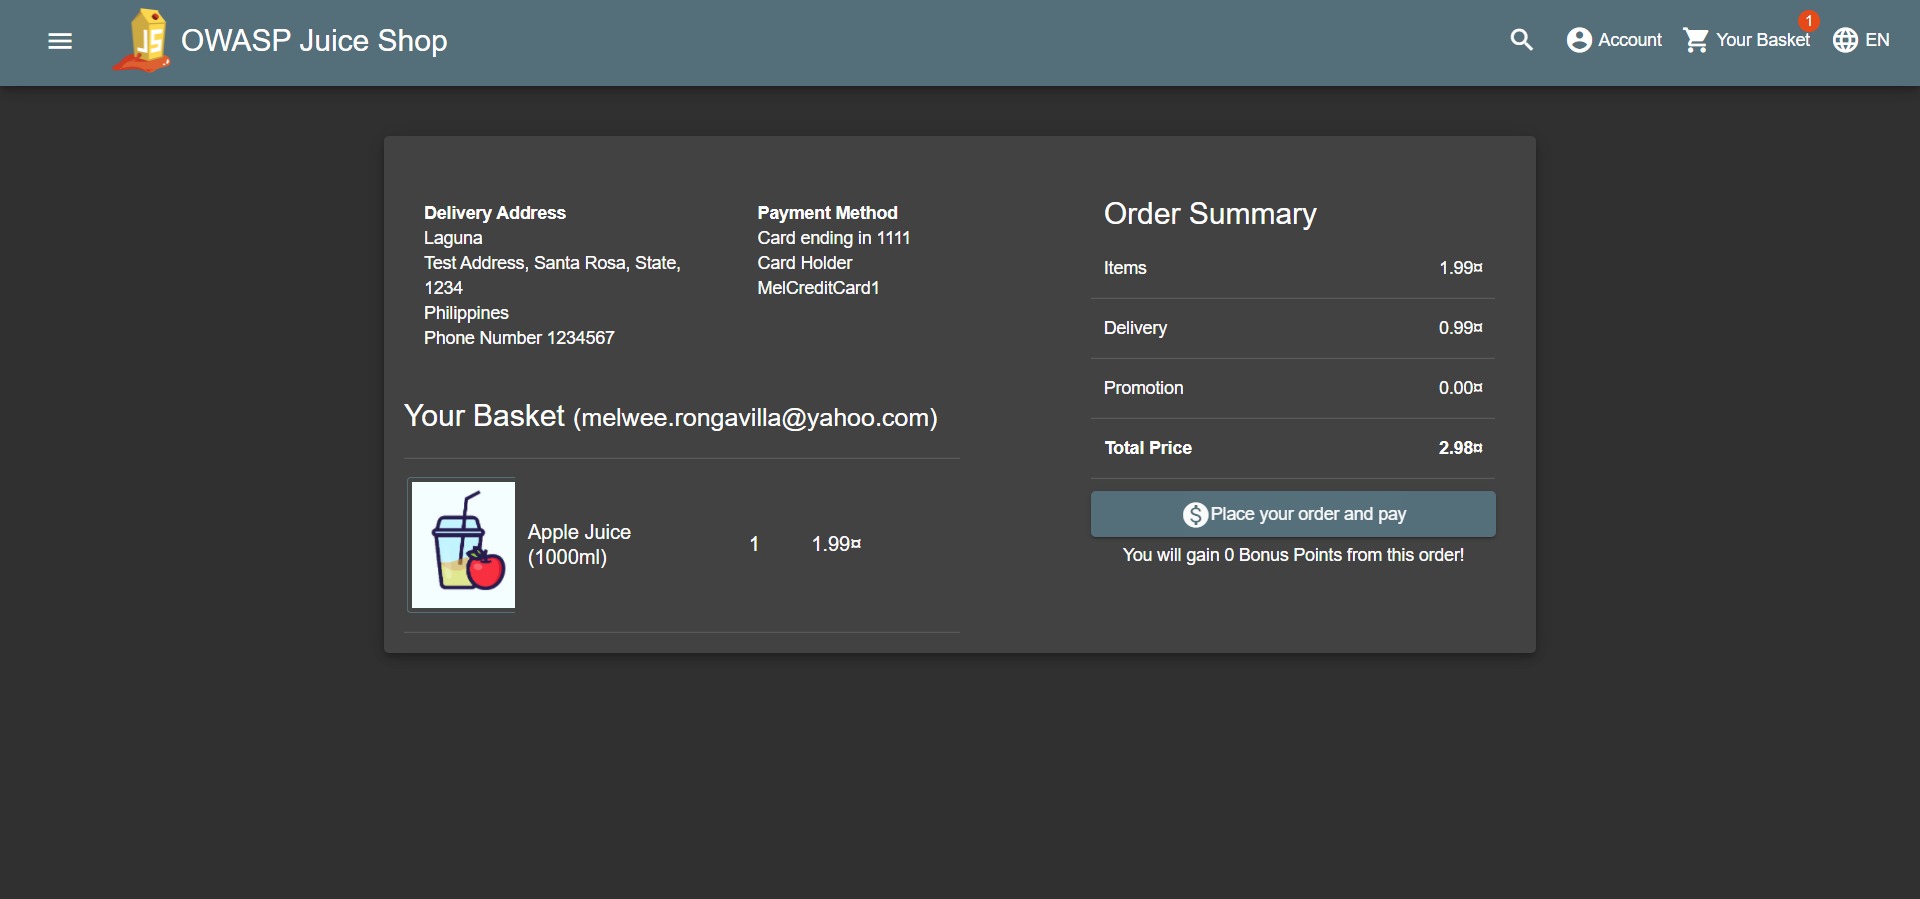 OWASP Juice Shop
Account
Your Basket
1
EN
Delivery Address
Laguna
Test Address, Santa Rosa, State,
1234
Philippines
Phone Number 1234567
Payment Method
Card ending in 1111
Card Holder
MelCreditCard1
Your Basket (melwee.rongavilla@yahoo.com)
Apple Juice
(1000ml)
1
1.99¤
Order Summary
Items 1.99¤
Delivery 0.99¤
Promotion 0.00¤
Total Price 2.98¤
Place your order and pay
You will gain 0 Bonus Points from this order!